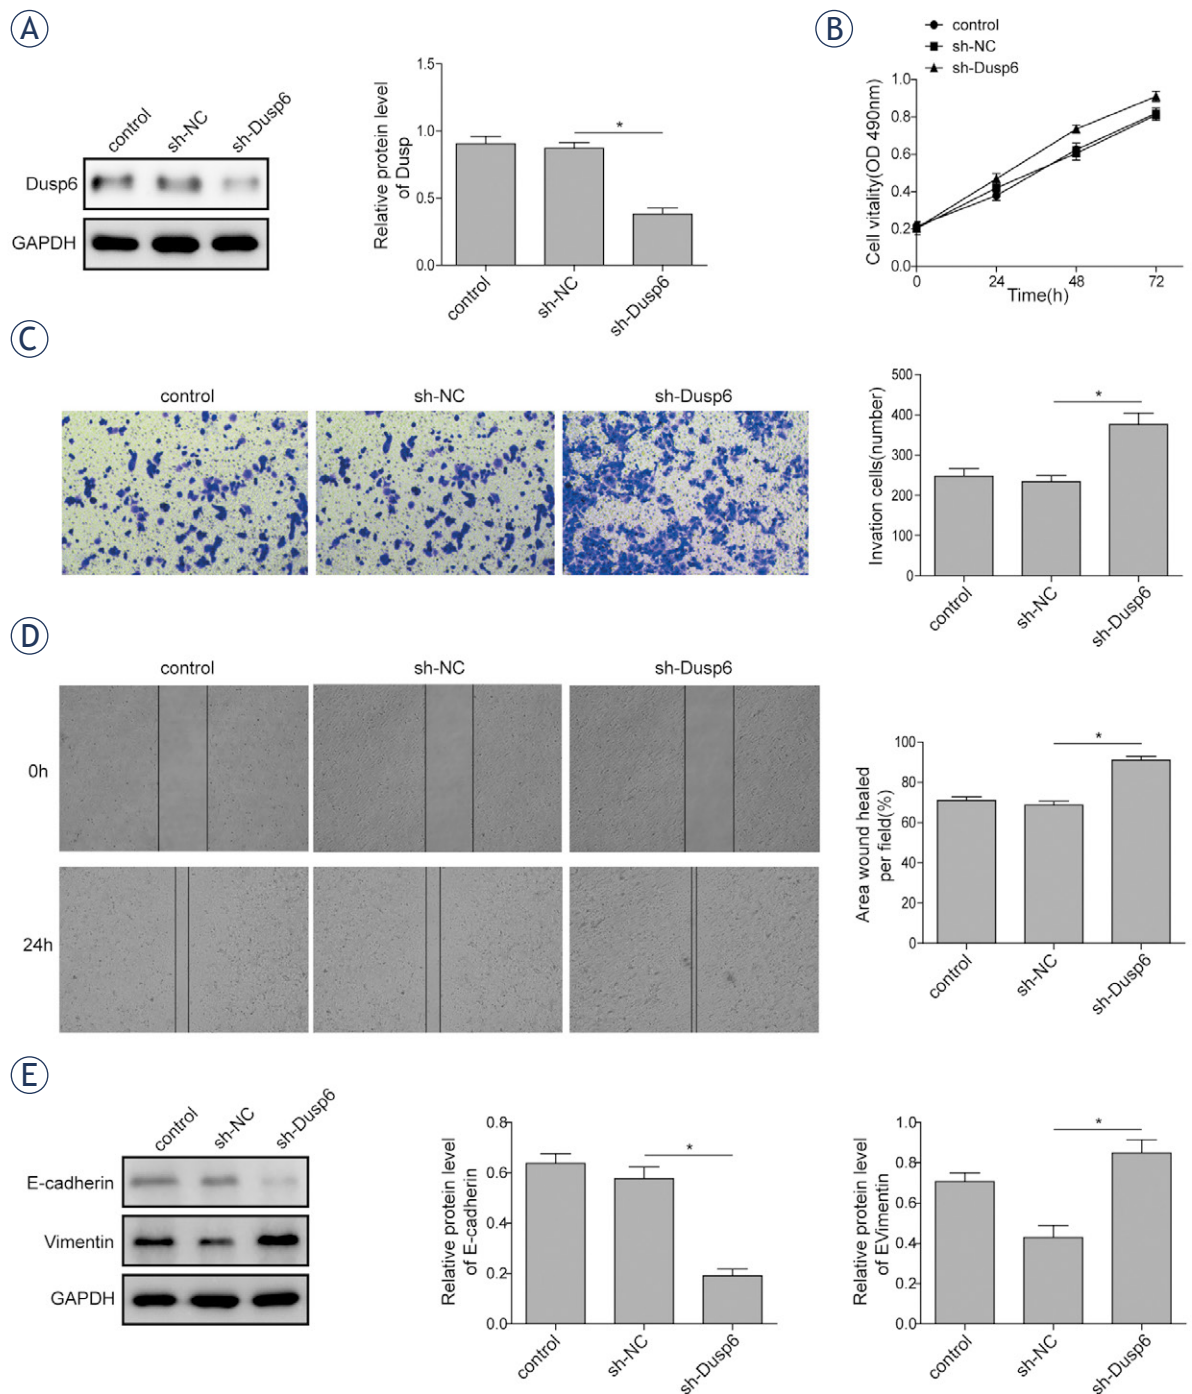 A
control
sh-NC
sh-Dusp6
Dusp6
GAPDH
Relative protein level
of Dusp
1.5
1.0
0.5
0.0
*
control
sh-NC
sh-Dusp6
B
control
sh-NC
sh-Dusp6
Cell vitality(OD 490nm)
1.0
0.8
0.6
0.4
0.2
0.0
0
24
48
72
Time(h)
C
control
sh-NC
sh-Dusp6
Invation cells(number)
500
400
300
200
100
0
*
control
sh-NC
sh-Dusp6
D
control
sh-NC
sh-Dusp6
0h
24h
Area wound healed
per field(%)
100
80
60
40
20
0
*
control
sh-NC
sh-Dusp6
E
control
sh-NC
sh-Dusp6
E-cadherin
Vimentin
GAPDH
Relative protein level
of E-cadherin
0.8
0.6
0.4
0.2
0.0
*
control
sh-NC
sh-Dusp6
Relative protein level
of EVimentin
1.0
0.8
0.6
0.4
0.2
0.0
*
control
sh-NC
sh-Dusp6